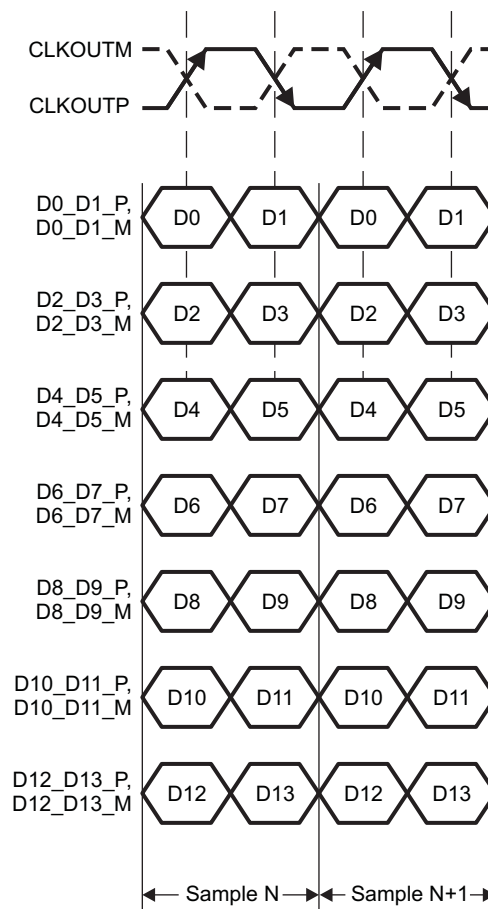 CLKOUTM
CLKOUTP
D0_D1_P,
D0_D1_M
D0 D1 D0 D1
D2_D3_P,
D2_D3_M
D2 D3 D2 D3
D4_D5_P,
D4_D5_M
D4 D5 D4 D5
D6_D7_P,
D6_D7_M
D6 D7 D6 D7
D8_D9_P,
D8_D9_M
D8 D9 D8 D9
D10_D11_P,
D10_D11_M
D10 D11 D10 D11
D12_D13_P,
D12_D13_M
D12 D13 D12 D13
Sample N Sample N+1